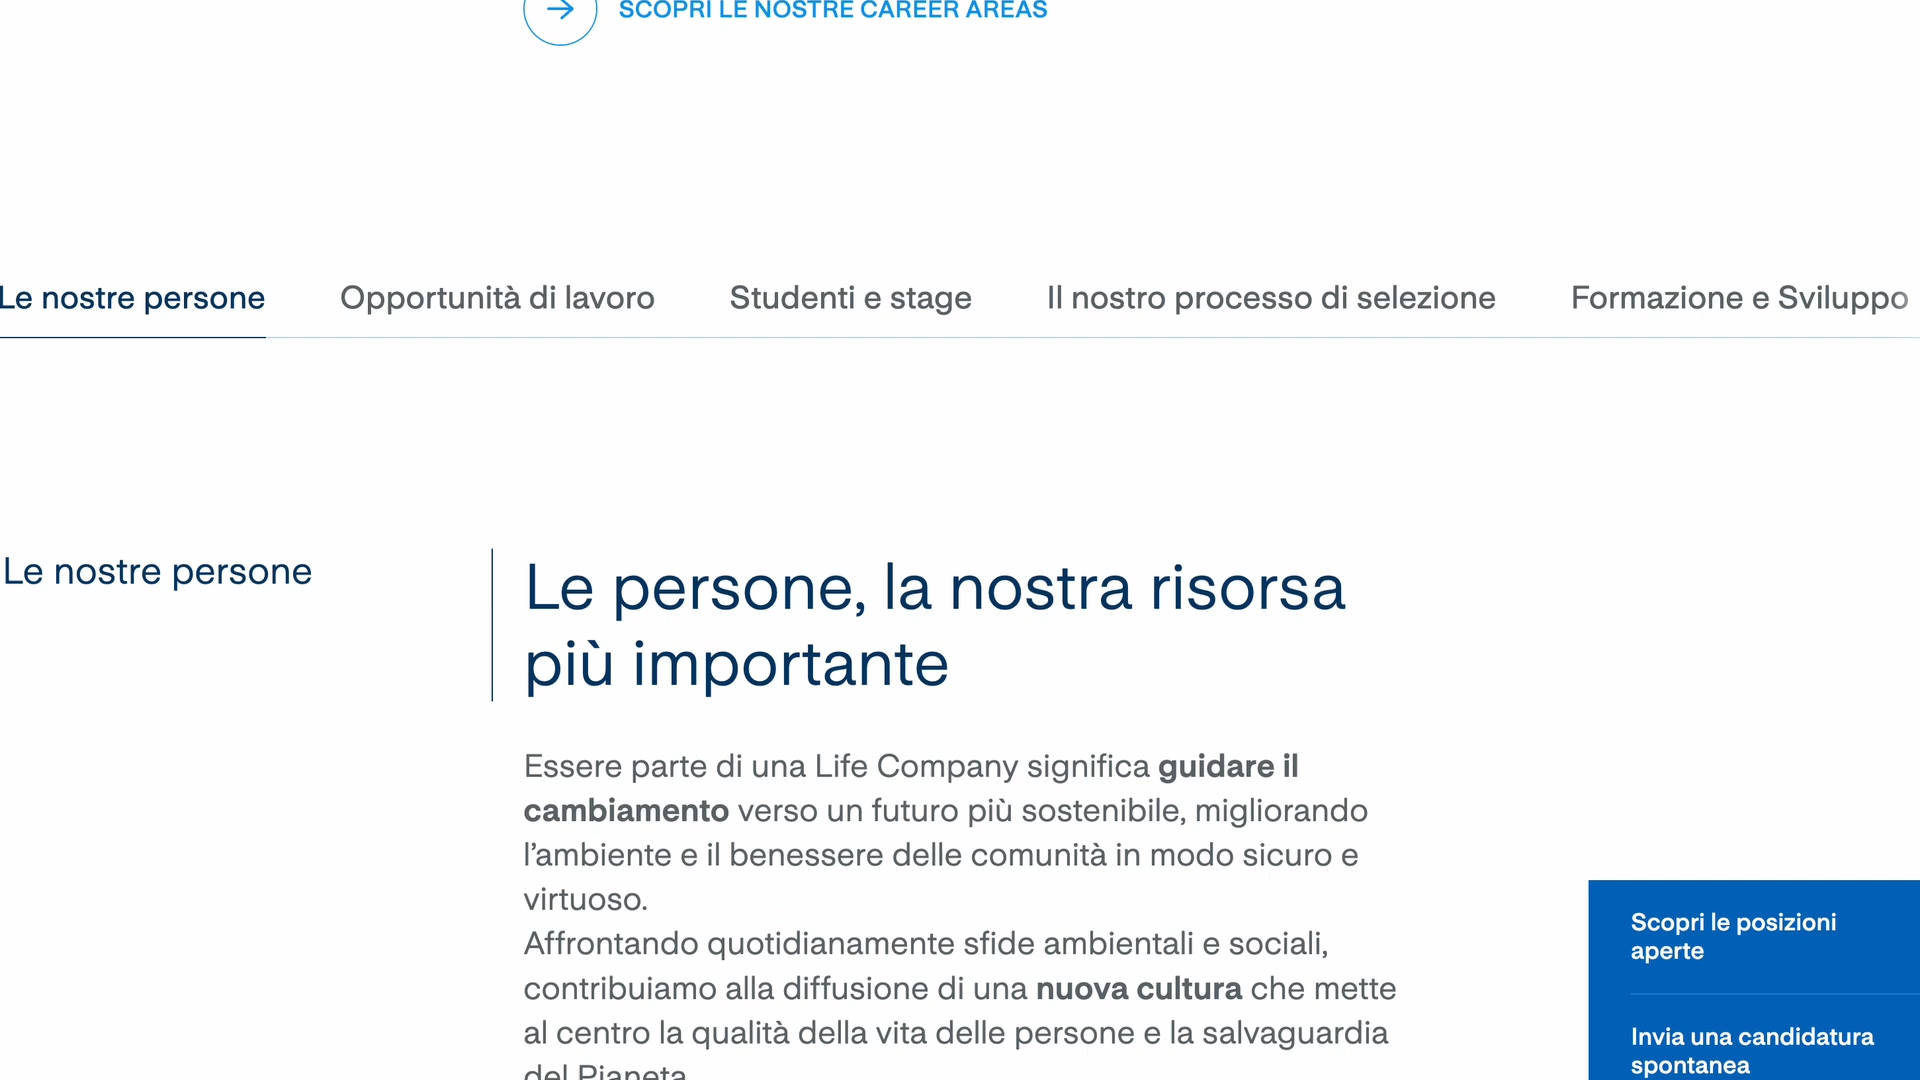 SCOPRI LE NOSTRE CAREER AREAS
Le nostre persone
Opportunità di lavoro
Studenti e stage
Il nostro processo di selezione
Formazione e Sviluppo
Le nostre persone
Le persone, la nostra risorsa
più importante
Essere parte di una Life Company significa guidare il
cambiamento verso un futuro più sostenibile, migliorando
l’ambiente e il benessere delle comunità in modo sicuro e
virtuoso.
Affrontando quotidianamente sfide ambientali e sociali,
contribuiamo alla diffusione di una nuova cultura che mette
al centro la qualità della vita delle persone e la salvaguardia
del Pianeta.
Scopri le posizioni
aperte
Invia una candidatura
spontanea